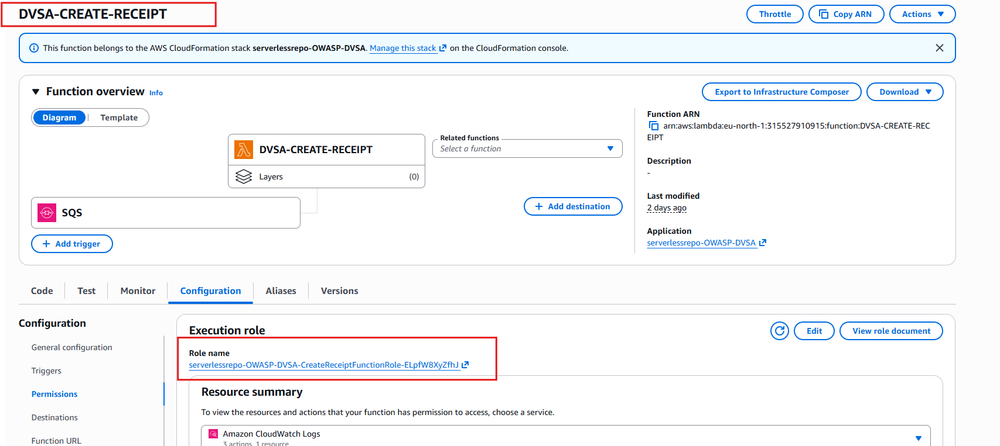 DVSA-CREATE-RECEIPT
Throttle
Copy ARN
Actions
This function belongs to the AWS CloudFormation stack serverlessrepo-OWASP-DVSA. Manage this stack on the CloudFormation console.
Function overview Info
Export to Infrastructure Composer
Download
Diagram
Template
DVSA-CREATE-RECEIPT
Layers
(0)
Related functions
Select a function
SQS
Add destination
Add trigger
Function ARN
arn:aws:lambda:eu-north-1:315527910915:function:DVSA-CREATE-REC
EIPT
Description
-
Last modified
2 days ago
Application
serverlessrepo-OWASP-DVSA
Code
Test
Monitor
Configuration
Aliases
Versions
Configuration
General configuration
Triggers
Permissions
Destinations
Function URL
Execution role
Edit
View role document
Role name
serverlessrepo-OWASP-DVSA-CreateReceiptFunctionRole-ELpfW8XyZfhJ
Resource summary
To view the resources and actions that your function has permission to access, choose a service.
Amazon CloudWatch Logs
3 actions, 1 resource